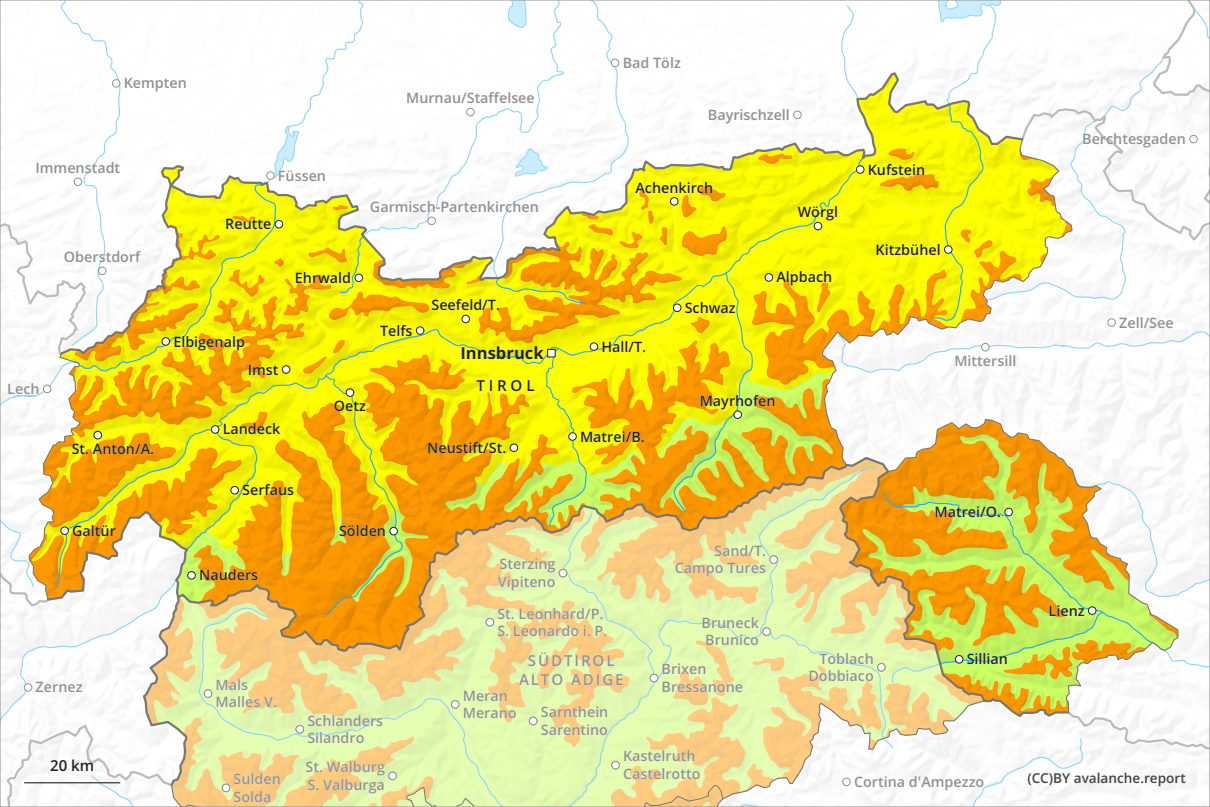 Kempten
Bad Tölz
Murnau/Staffelsee
Bayrischzell
Berchtesgaden
Immenstadt
Füssen
Kufstein
Achenkirch
Garmisch-Partenkirchen
Wörgl
Reutte
Kitzbühel
Oberstdorf
Ehrwald
Alpbach
Seefeld/T.
Schwaz
Zell/See
Telfs
Elbigenalp
Innsbruck
Hall/T.
Mittersill
Imst
TIROL
Lech
Oetz
Mayrhofen
Landeck
Matrei/B.
St. Anton/A.
Neustift/St.
Serfaus
Matrei/O.
Galtür
Sölden
Sand/T.
Campo Tures
Sterzing
Vipiteno
Nauders
Lienz
St. Leonhard/P.
S. Leonardo i. P.
Bruneck
Brunico
SÜDTIROL
ALTO ADIGE
Toblach
Dobbiaco
Sillian
Brixen
Bressanone
Zernez
Mals
Malles V.
Meran
Merano
Sarnthein
Sarentino
Schlanders
Silandro
Kastelruth
Castelrotto
20 km
St. Walburg
S. Valburga
Sulden
Solda
Cortina d'Ampezzo
(CC)BY avalanche.report